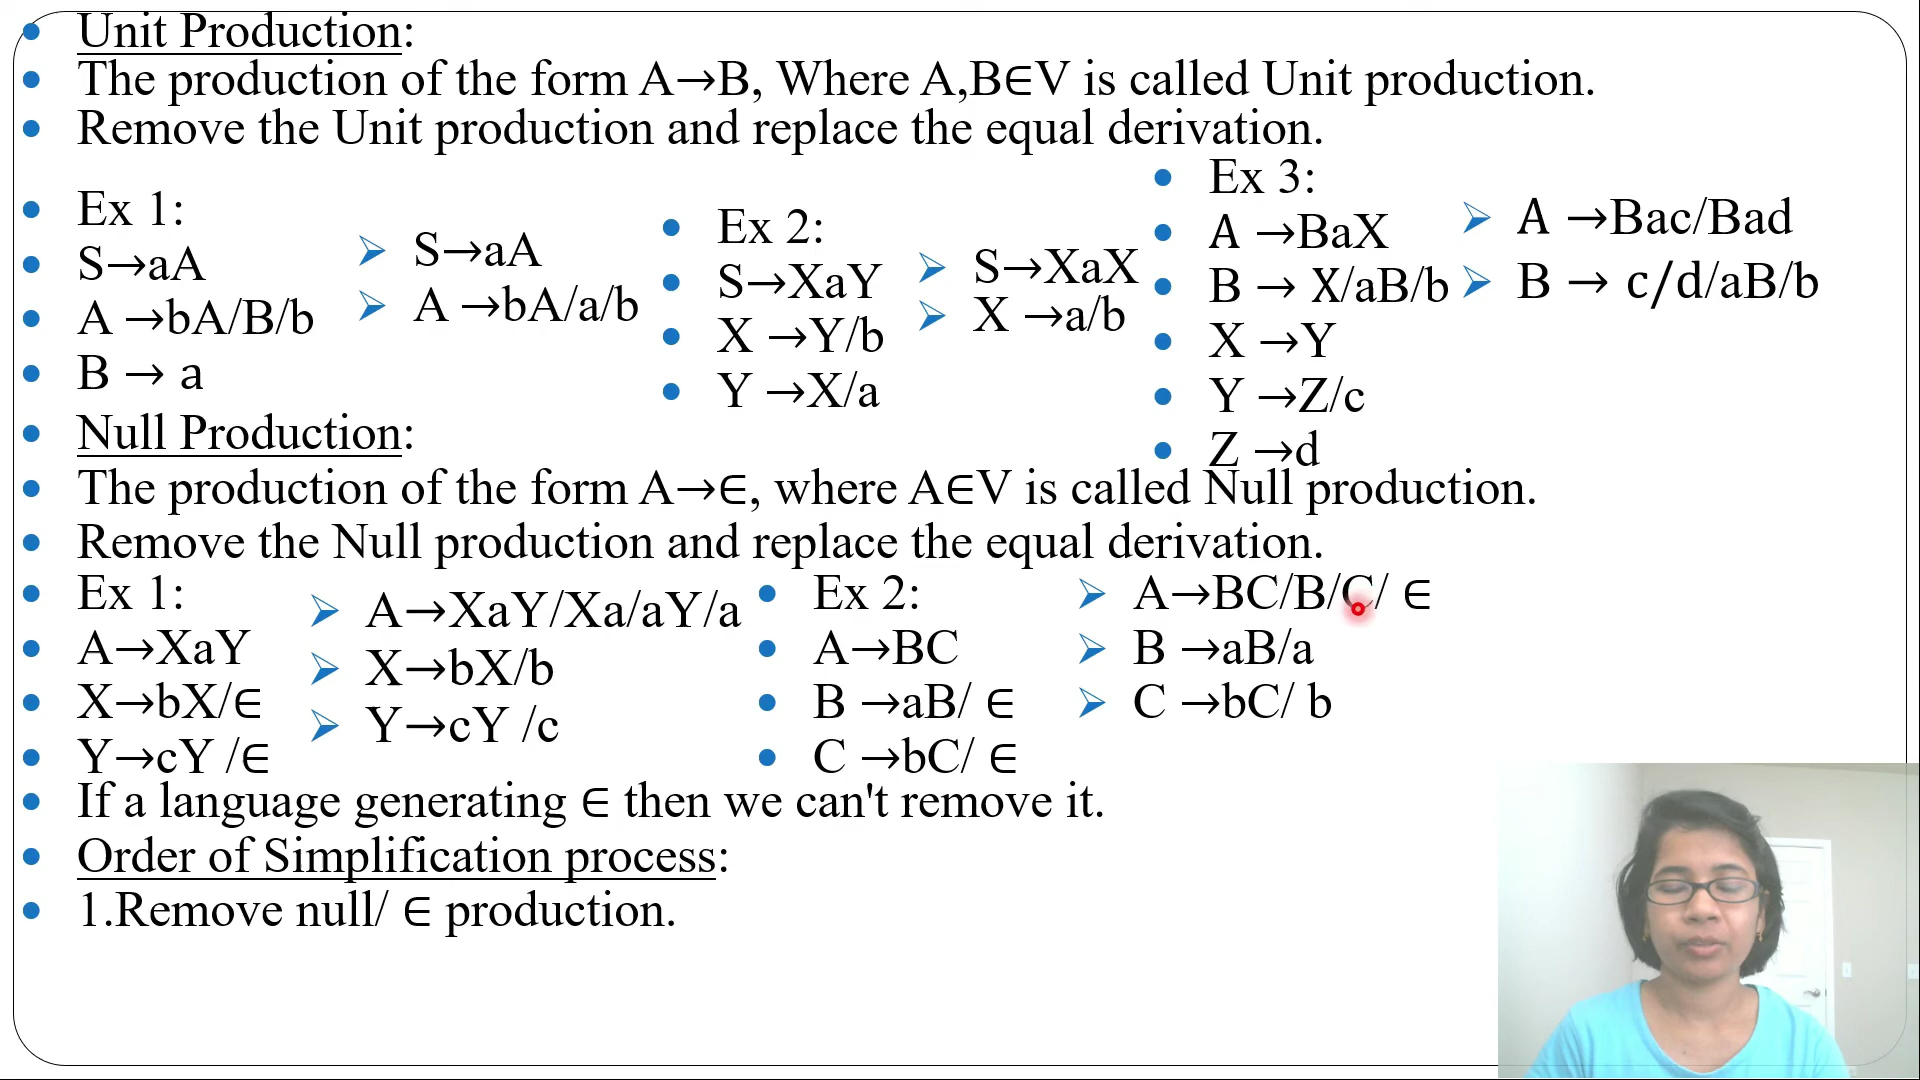 Unit Production:
The production of the form A→B, Where A,B∈V is called Unit production.
Remove the Unit production and replace the equal derivation.
Ex 1:
S→aA
A →bA/B/b
B → a
S→aA
A →bA/a/b
Ex 2:
S→XaY
X →Y/b
Y →X/a
S→XaX
X →a/b
Ex 3:
A →BaX
B → X/aB/b
X →Y
Y →Z/c
Z →d
A →Bac/Bad
B → c/d/aB/b
Null Production:
The production of the form A→∈, where A∈V is called Null production.
Remove the Null production and replace the equal derivation.
Ex 1:
A→XaY
X→bX/∈
Y→cY /∈
A→XaY/Xa/aY/a
X→bX/b
Y→cY /c
Ex 2:
A→BC
B →aB/ ∈
C →bC/ ∈
A→BC/B/C/ ∈
B →aB/a
C →bC/ b
If a language generating ∈ then we can't remove it.
Order of Simplification process:
1.Remove null/ ∈ production.